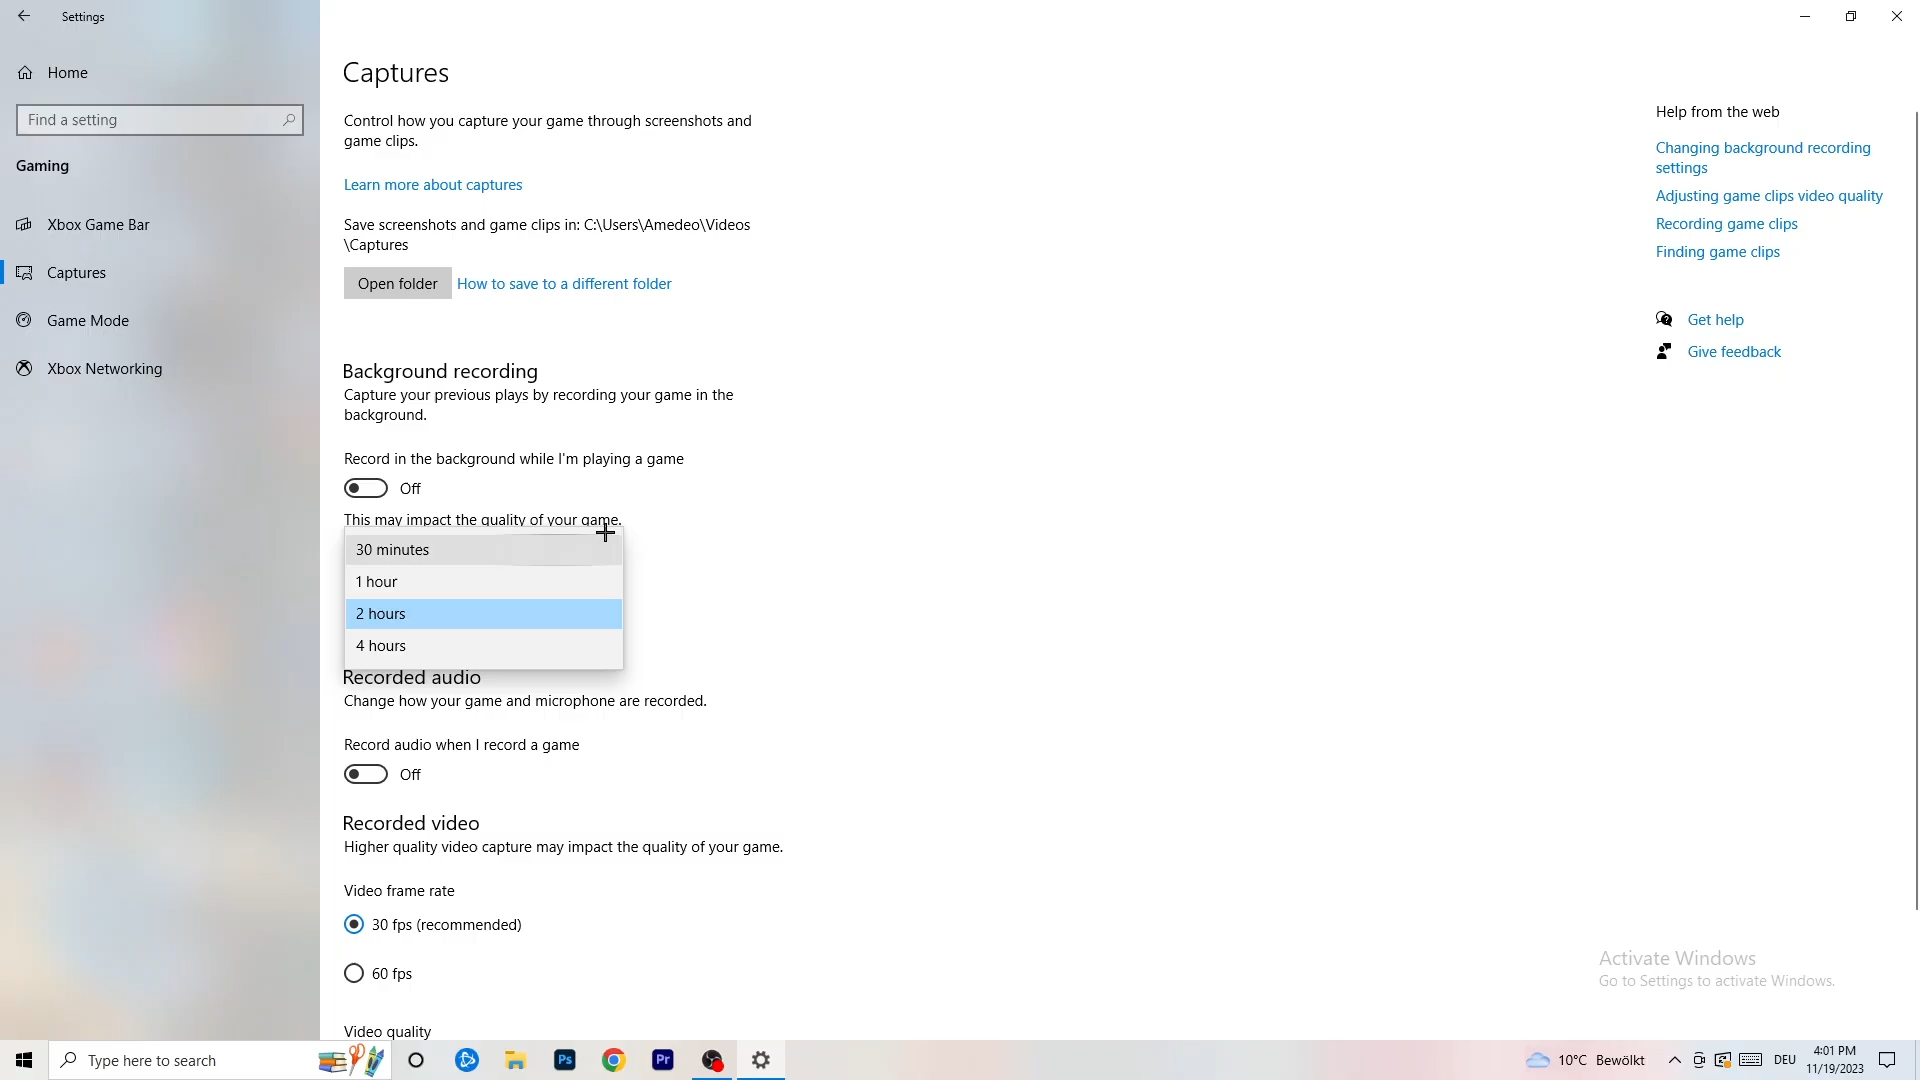 Settings
Home
Find a setting
Gaming
Xbox Game Bar
Captures
Game Mode
Xbox Networking
Captures
Control how you capture your game through screenshots and
game clips.
Learn more about captures
Save screenshots and game clips in: C:\Users\Amedeo\Videos
\Captures
Open folder
How to save to a different folder
Background recording
Capture your previous plays by recording your game in the
background.
Record in the background while I'm playing a game
Off
This may impact the quality of your game.
30 minutes
1 hour
2 hours
4 hours
Recorded audio
Change how your game and microphone are recorded.
Record audio when I record a game
Off
Recorded video
Higher quality video capture may impact the quality of your game.
Video frame rate
30 fps (recommended)
60 fps
Video quality
Help from the web
Changing background recording
settings
Adjusting game clips video quality
Recording game clips
Finding game clips
Get help
Give feedback
Activate Windows
Go to Settings to activate Windows.
Type here to search
Ps
Pr
10°C Bewölkt
DEU
4:01 PM
11/19/2023